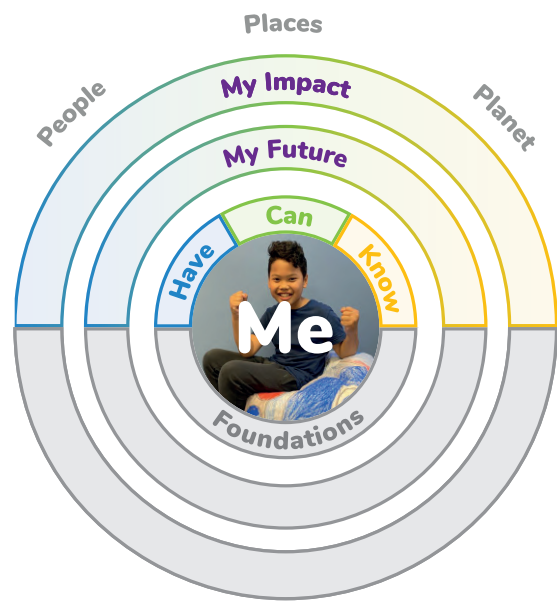 Places
People
Planet
My Impact
My Future
Have
Can
Know
Me
Foundations